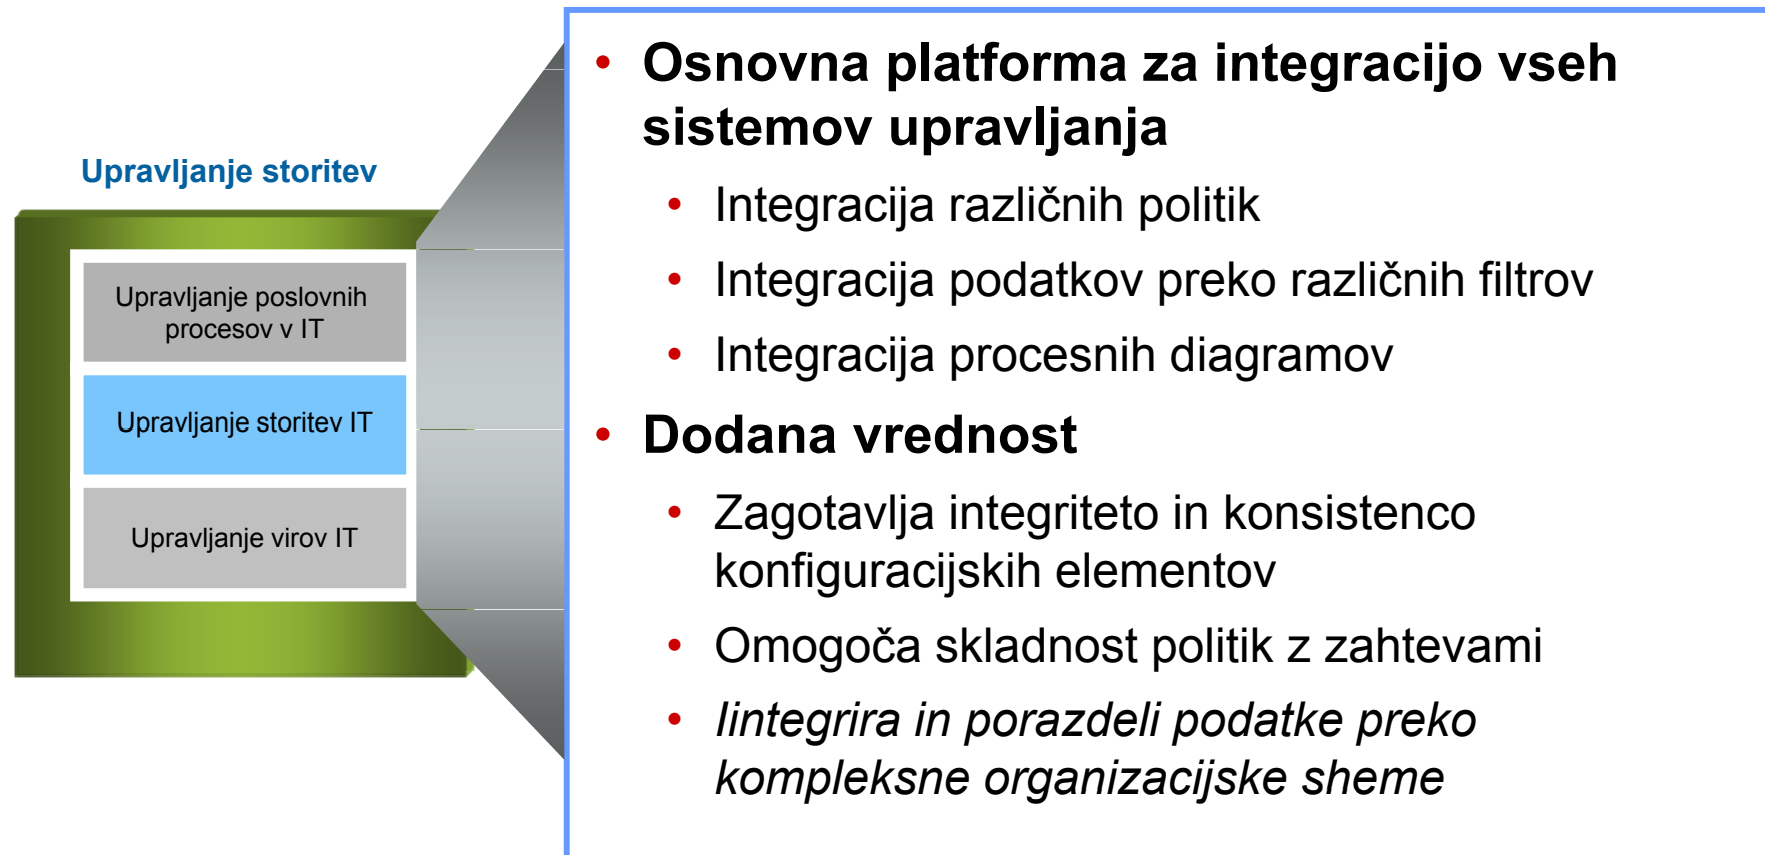 Upravljanje storitev
Upravljanje poslovnih
procesov v IT
Upravljanje storitev IT
Upravljanje virov IT
• Osnovna platforma za integracijo vseh
sistemov upravljanja
• Integracija različnih politik
• Integracija podatkov preko različnih filtrov
• Integracija procesnih diagramov
• Dodana vrednost
• Zagotavlja integriteto in konsistenco
konfiguracijskih elementov
• Omogoča skladnost politik z zahtevami
• Iintegrira in porazdeli podatke preko
kompleksne organizacijske sheme